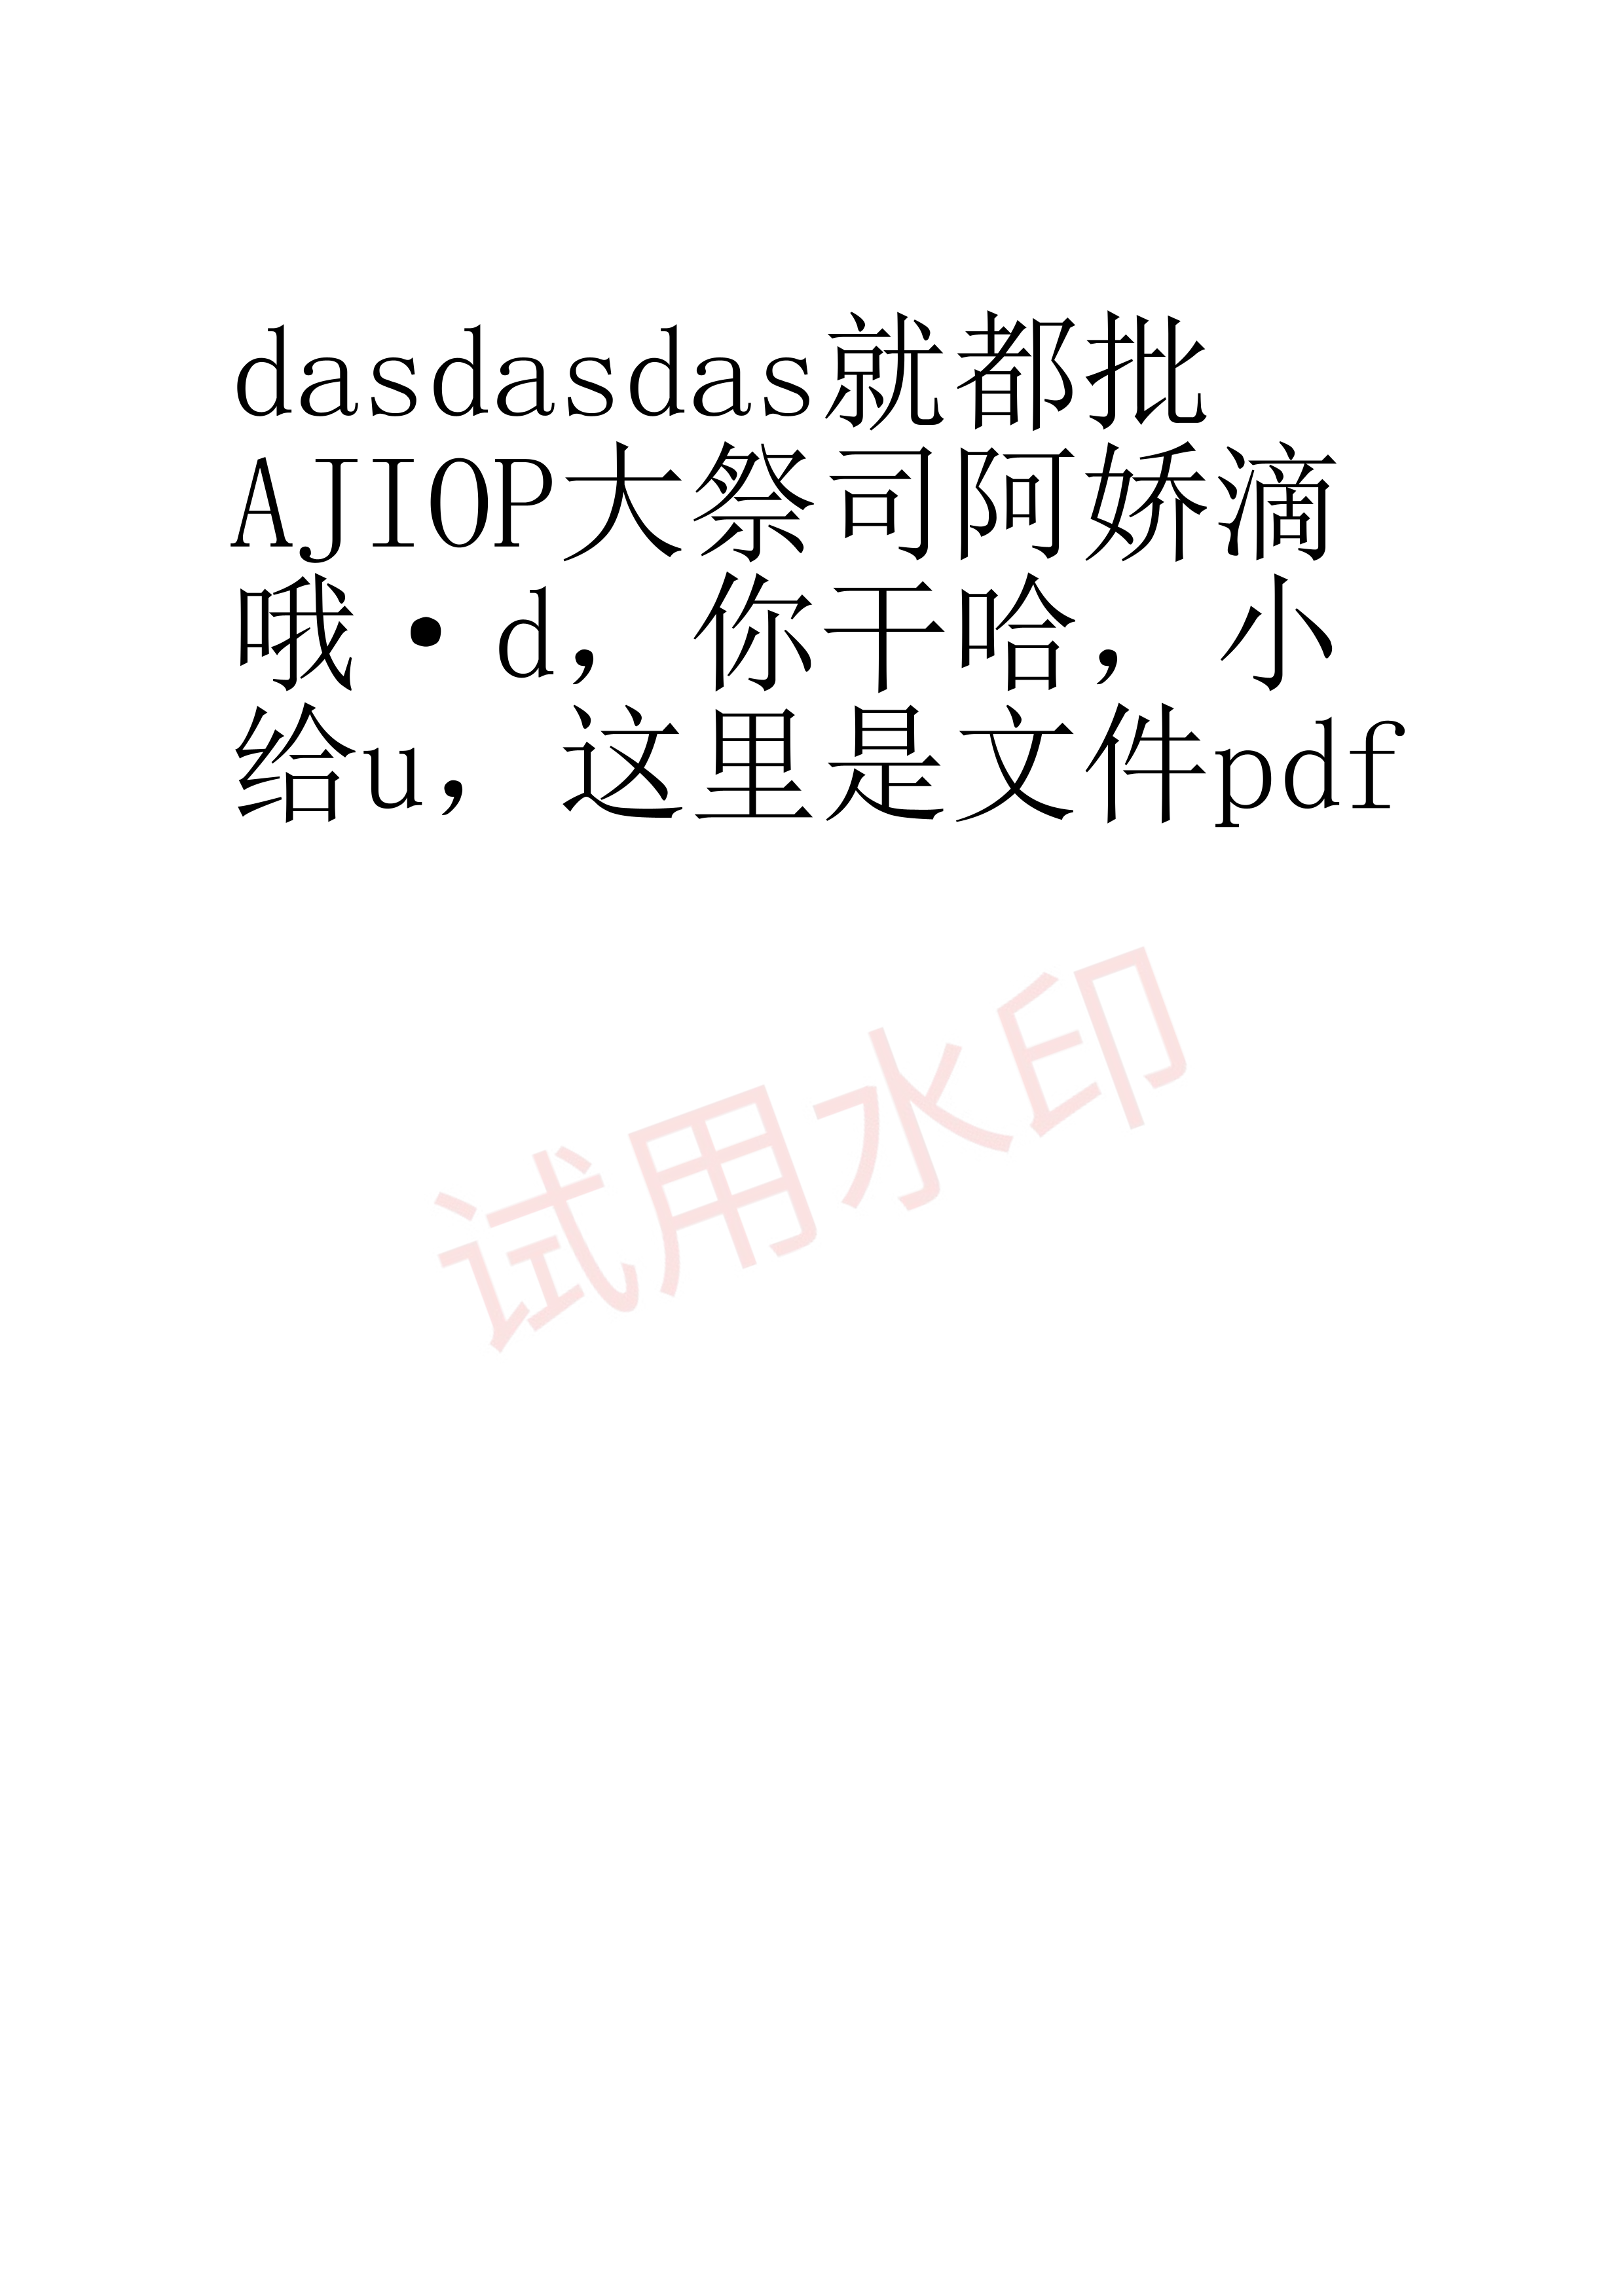 dasdasdas就都批
AJIOP大祭司阿娇滴
哦·d，你干哈，小
给u，这里是文件pdf
试用水印